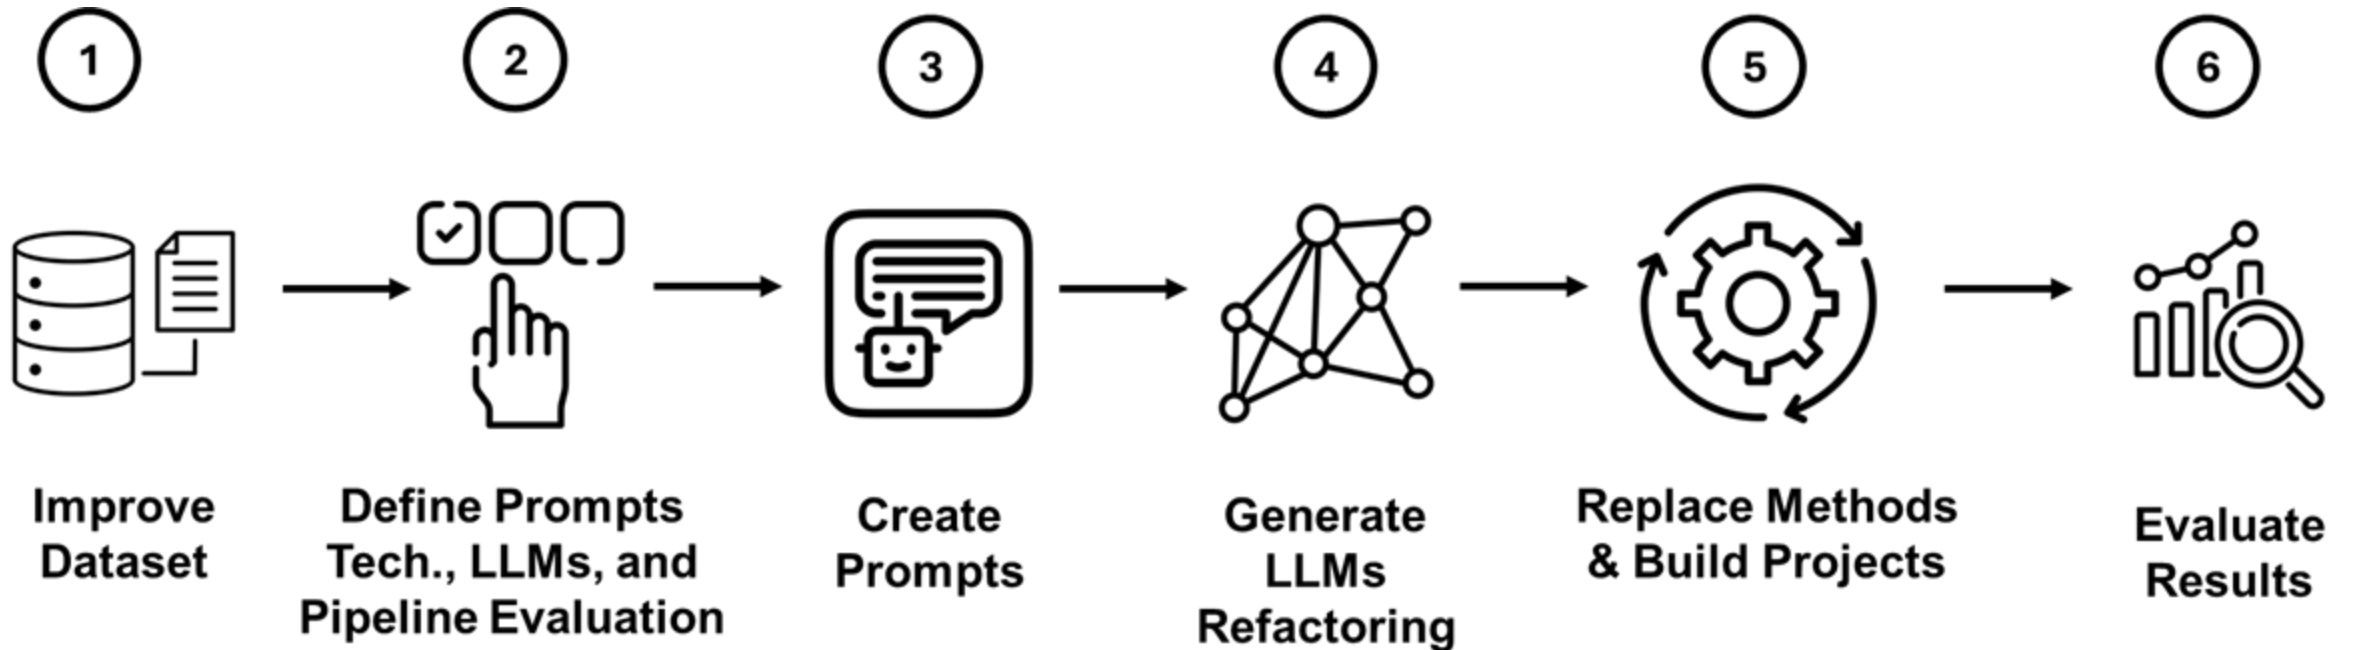 1
2
3
4
5
6
Improve
Dataset
Define Prompts
Tech., LLMs, and
Pipeline Evaluation
Create
Prompts
Generate
LLMs
Refactoring
Replace Methods
& Build Projects
Evaluate
Results